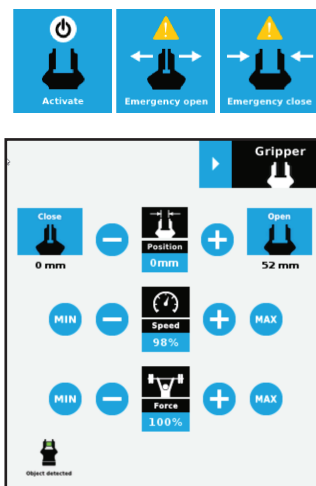 Activate
Emergency open
Emergency close
Gripper
Close
Open
Position
0 mm
0mm
52 mm
MIN
Speed
MAX
98%
MIN
Force
MAX
100%
Object detected